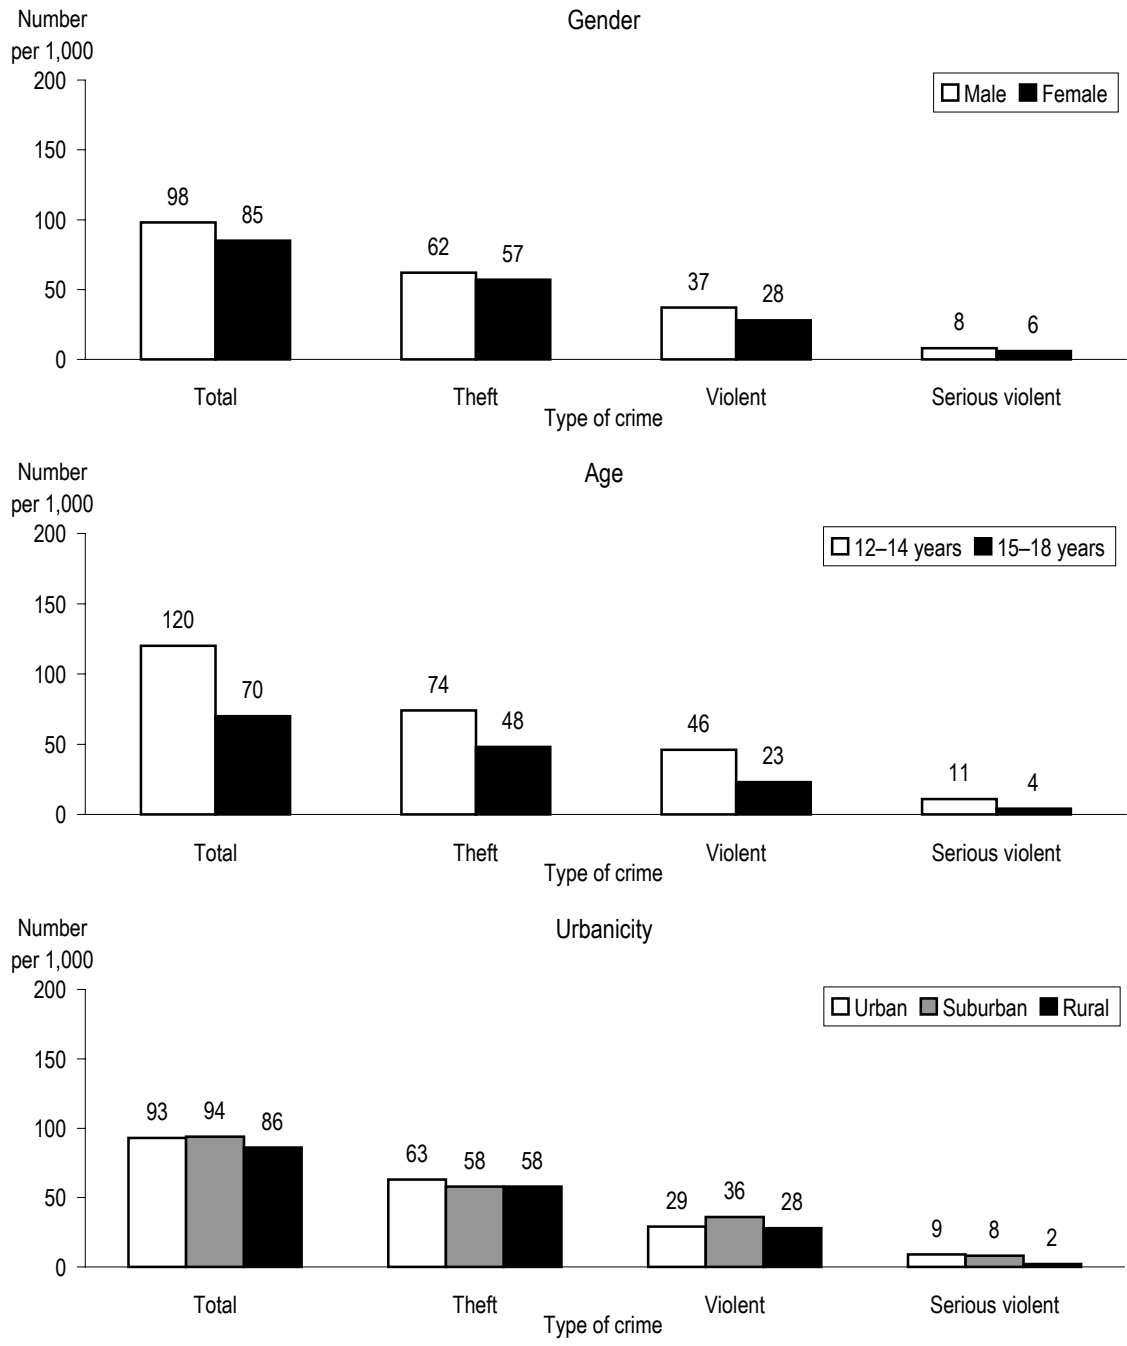 Gender
Number
per 1,000
200
Male Female
150
98
100
85
62
57
50
37
28
8
6
0
Total Theft Violent Serious violent
Type of crime
Number
Age
per 1,000
200
12–14 years 15–18 years
150
120
100
74
70
50
48
46
23
11
4
0
Total Theft Violent Serious violent
Type of crime
Number
Urbanicity
per 1,000
200
Urban Suburban Rural
150
93 94 86
100
63 58 58
50
29 36 28
9 8 2
0
Total Theft Violent Serious violent
Type of crime